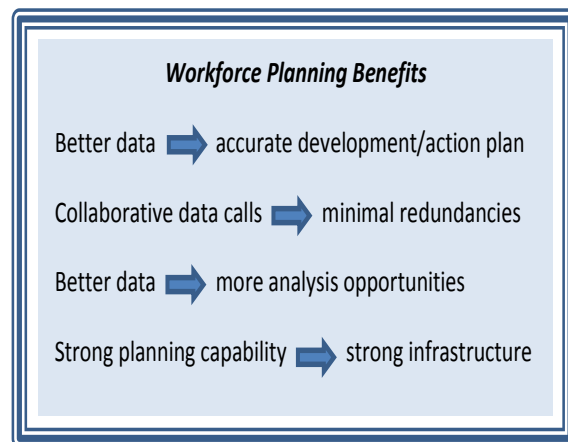 Workforce Planning Benefits
Better data accurate development/action plan
Collaborative data calls minimal redundancies
Better data more analysis opportunities
Strong planning capability strong infrastructure